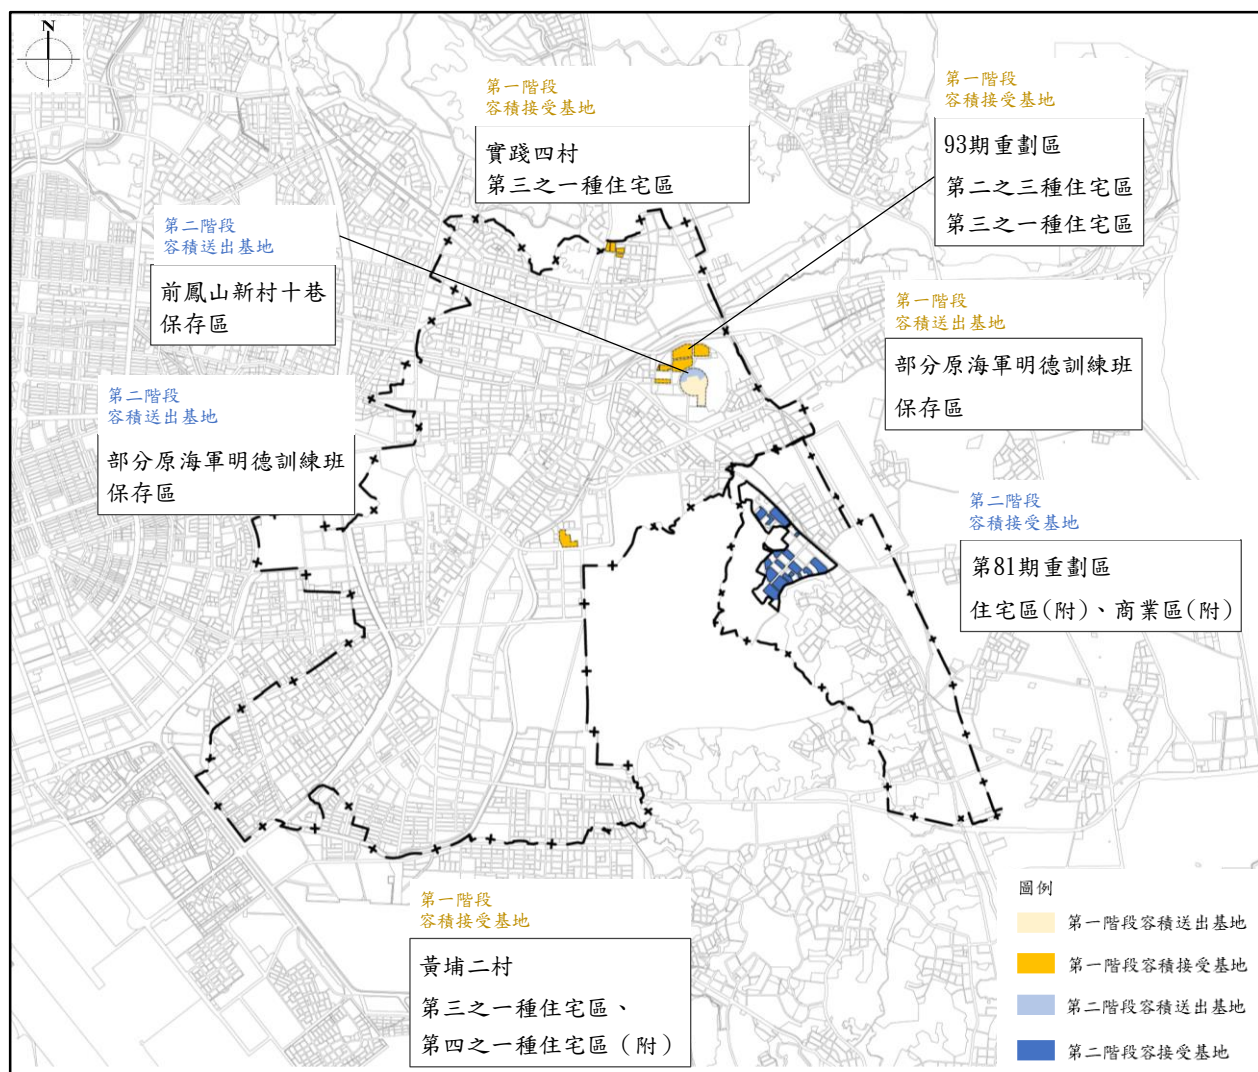 N
第一階段
容積接受基地
實踐四村
第三之一種住宅區
第一階段
容積接受基地
93期重劃區
第二之三種住宅區
第三之一種住宅區
第二階段
容積送出基地
前鳳山新村十巷
保存區
第一階段
容積送出基地
部分原海軍明德訓練班
保存區
第二階段
容積送出基地
部分原海軍明德訓練班
保存區
第二階段
容積接受基地
第81期重劃區
住宅區(附)、商業區(附)
第一階段
容積接受基地
黃埔二村
第三之一種住宅區、
第四之一種住宅區（附）
圖例
第一階段容積送出基地
第一階段容積接受基地
第二階段容積送出基地
第二階段容接受基地